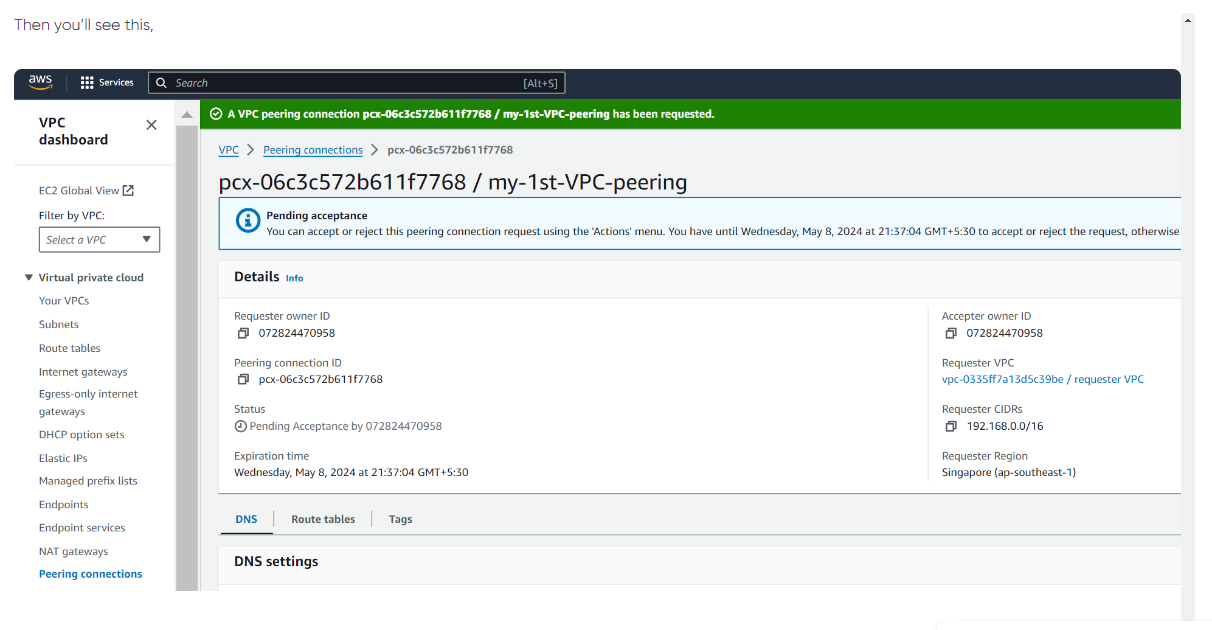 Then you'll see this,
aws
Services
Search
[Alt+S]
VPC
dashboard
EC2 Global View
Filter by VPC:
Select a VPC
Virtual private cloud
Your VPCs
Subnets
Route tables
Internet gateways
Egress-only internet
gateways
DHCP option sets
Elastic IPs
Managed prefix lists
Endpoints
Endpoint services
NAT gateways
Peering connections
A VPC peering connection pcx-06c3c572b611f7768 / my-1st-VPC-peering has been requested.
VPC > Peering connections > pcx-06c3c572b611f7768
pcx-06c3c572b611f7768 / my-1st-VPC-peering
Pending acceptance
You can accept or reject this peering connection request using the 'Actions' menu. You have until Wednesday, May 8, 2024 at 21:37:04 GMT+5:30 to accept or reject the request, otherwise
Details Info
Requester owner ID
072824470958
Peering connection ID
pcx-06c3c572b611f7768
Status
Pending Acceptance by 072824470958
Expiration time
Wednesday, May 8, 2024 at 21:37:04 GMT+5:30
Accepter owner ID
072824470958
Requester VPC
vpc-0335ff7a13d5c39be / requester VPC
Requester CIDRs
192.168.0.0/16
Requester Region
Singapore (ap-southeast-1)
DNS
Route tables
Tags
DNS settings